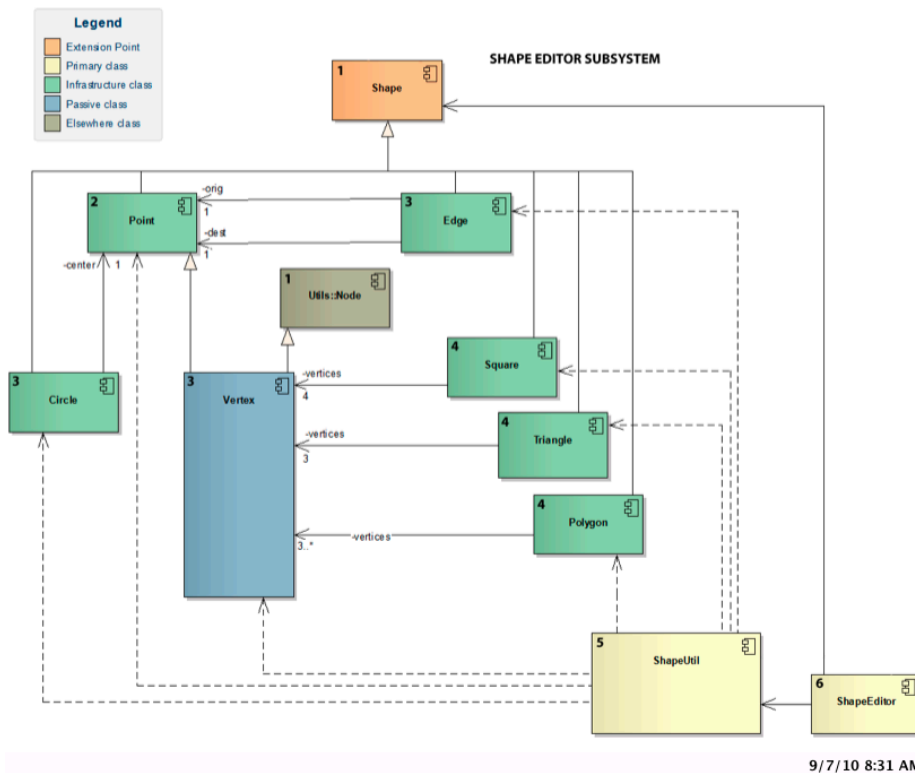 Legend
Extension Point
Primary class
Infrastructure class
Passive class
Elsewhere class
SHAPE EDITOR SUBSYSTEM
1
Shape
2
Point
-orig
1
3
Edge
-dest
1
-center
1
1
Utils::Node
4
Square
3
Circle
3
Vertex
-vertices
4
4
Triangle
-vertices
3
4
Polygon
-vertices
3..*
5
ShapeUtil
6
ShapeEditor
9/7/10 8:31 AM